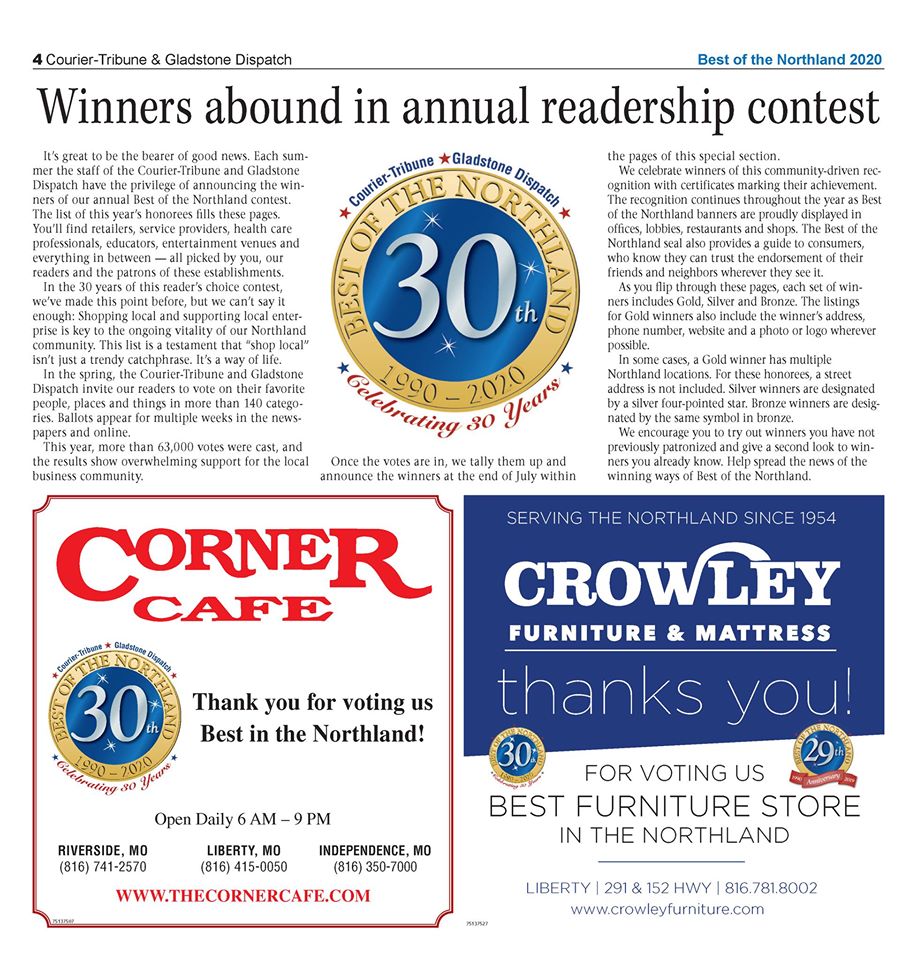 4 Courier-Tribune & Gladstone Dispatch
Best of the Northland 2020
Winners abound in annual readership contest
It's great to be the bearer of good news. Each sum-
mer the staff of the Courier-Tribune and Gladstone
Dispatch have the privilege of announcing the win-
ners of our annual Best of the Northland contest.
The list of this year's honorees fills these pages.
You'll find retailers, service providers, health care
professionals, educators, entertainment venues and
everything in between — all picked by you, our
readers and the patrons of these establishments.
In the 30 years of this reader's choice contest,
we've made this point before, but we can't say it
enough: Shopping local and supporting local enter-
prise is key to the ongoing vitality of our Northland
community. This list is a testament that “shop local”
isn't just a trendy catchphrase. It's a way of life.
In the spring, the Courier-Tribune and Gladstone
Dispatch invite our readers to vote on their favorite
people, places and things in more than 140 catego-
ries. Ballots appear for multiple weeks in the news-
papers and online.
This year, more than 63,000 votes were cast, and
the results show overwhelming support for the local
business community.
Courier-Tribune ★ Gladstone Dispatch
BEST OF THE NORTHLAND
30th
1990 – 2020
Celebrating 30 Years
Once the votes are in, we tally them up and
announce the winners at the end of July within
the pages of this special section.
We celebrate winners of this community-driven rec-
ognition with certificates marking their achievement.
The recognition continues throughout the year as Best
of the Northland banners are proudly displayed in
offices, lobbies, restaurants and shops. The Best of the
Northland seal also provides a guide to consumers,
who know they can trust the endorsement of their
friends and neighbors wherever they see it.
As you flip through these pages, each set of win-
ners includes Gold, Silver and Bronze. The listings
for Gold winners also include the winner's address,
phone number, website and a photo or logo wherever
possible.
In some cases, a Gold winner has multiple
Northland locations. For these honorees, a street
address is not included. Silver winners are designated
by a silver four-pointed star. Bronze winners are desig-
nated by the same symbol in bronze.
We encourage you to try out winners you have not
previously patronized and give a second look to win-
ners you already know. Help spread the news of the
winning ways of Best of the Northland.
CORNER
CAFE
Courier-Tribune ★ Gladstone Dispatch
BEST OF THE NORTHLAND
30th
1990 – 2020
Celebrating 30 Years
Thank you for voting us
Best in the Northland!
Open Daily 6 AM – 9 PM
RIVERSIDE, MO
(816) 741-2570
LIBERTY, MO
(816) 415-0050
INDEPENDENCE, MO
(816) 350-7000
WWW.THECORNERCAFE.COM
75137507
SERVING THE NORTHLAND SINCE 1954
CROWLEY
FURNITURE & MATTRESS
thanks you!
BEST OF THE NORTHLAND
30th
1990 – 2020
Celebrating 30 Years
BEST OF THE NORTHLAND
29th
1990 Anniversary 2019
FOR VOTING US
BEST FURNITURE STORE
IN THE NORTHLAND
LIBERTY | 291 & 152 HWY | 816.781.8002
www.crowleyfurniture.com
75137527